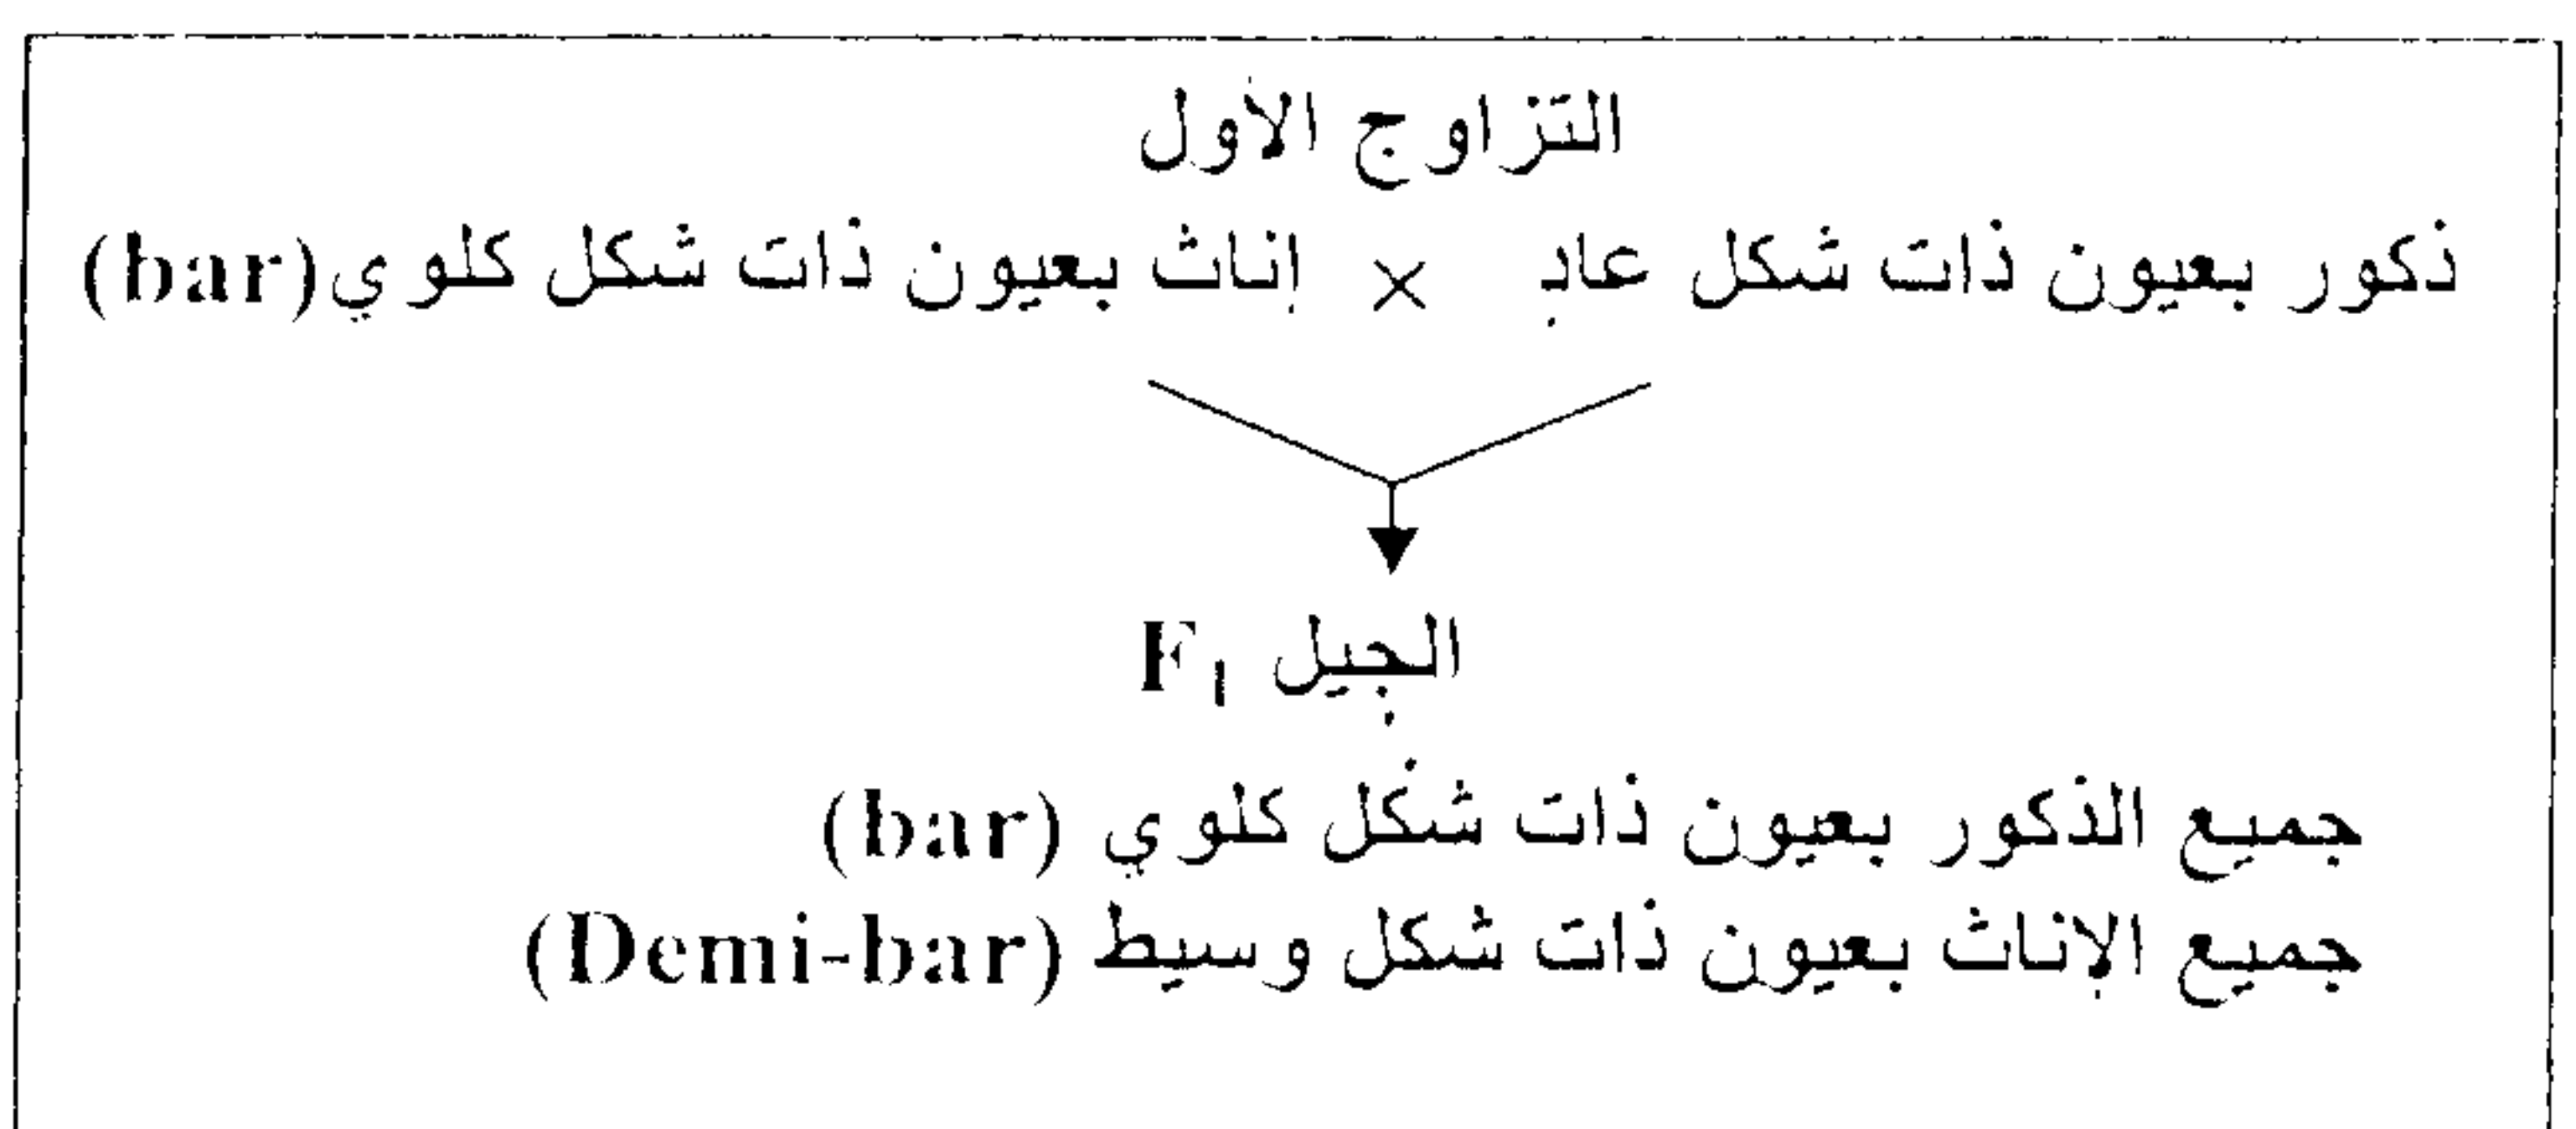 التزاوج الأول
ذكور بعيون ذات شكل عادٍ × إناث بعيون ذات شكل كلوي(bar)
الجيل F₁
جميع الذكور بعيون ذات شكل كلوي (bar)
جميع الإناث بعيون ذات شكل وسيط (Demi-bar)